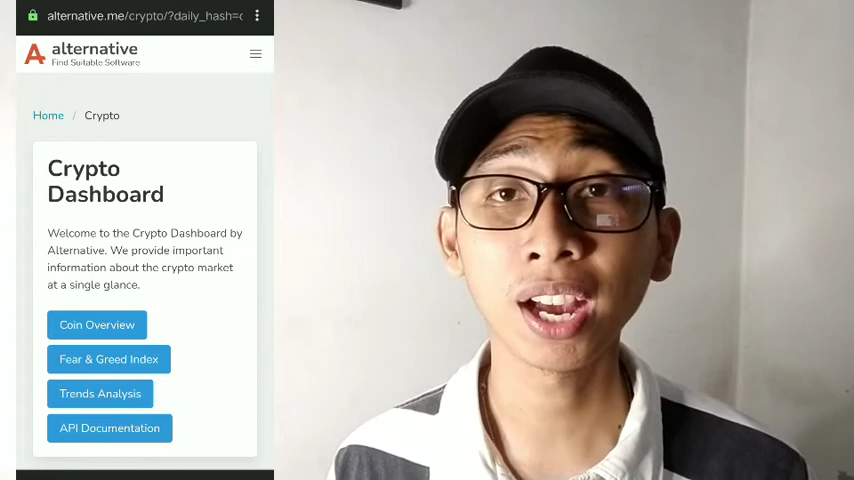 alternative.me/crypto/?daily_hash=
alternative
Find Suitable Software
Home / Crypto
Crypto
Dashboard
Welcome to the Crypto Dashboard by
Alternative. We provide important
information about the crypto market
at a single glance.
Coin Overview
Fear & Greed Index
Trends Analysis
API Documentation